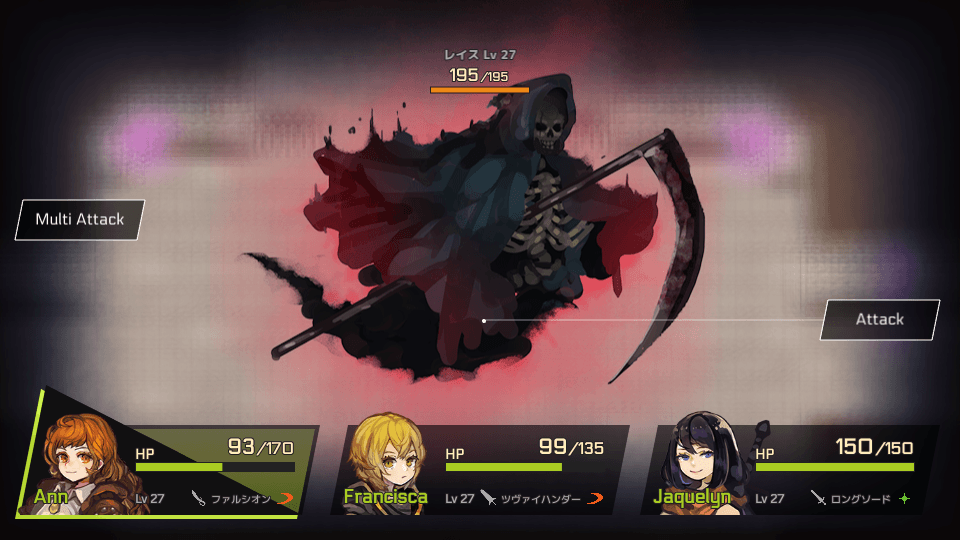 レイス Lv 27
195/195
Multi Attack
Attack
HP 93/170
Ann Lv 27 ファルシオン
HP 99/135
Francisca Lv 27 ツヴァイハンダー
HP 150/150
Jaquelyn Lv 27 ロングソード